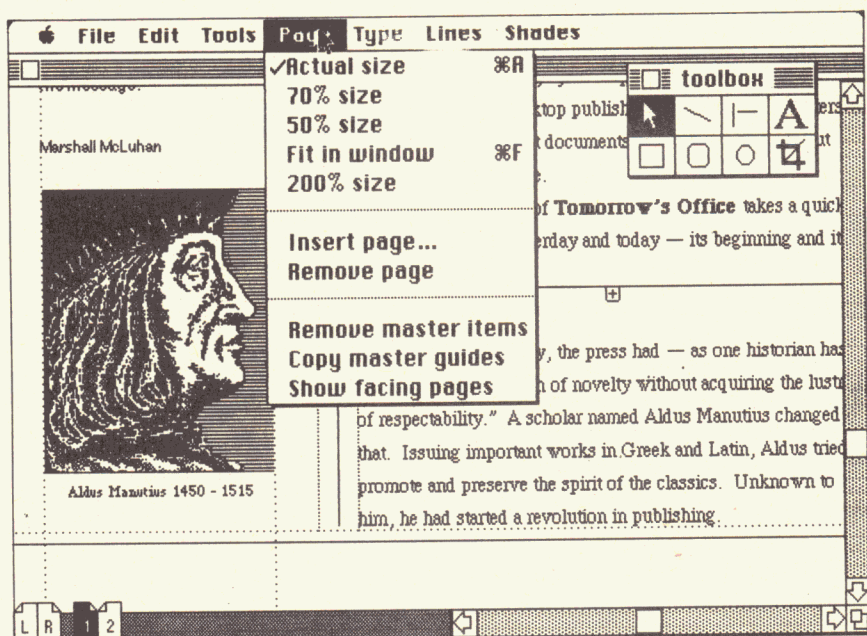 File Edit Tools Page Type Lines Shades
✓Actual size ⌘A
70% size
50% size
Fit in window ⌘F
200% size
Insert page...
Remove page
Remove master items
Copy master guides
Show facing pages
toolbox
A
message.
Marshall McLuhan
Aldus Manutius 1450 - 1515
ktop publish
t documents
of Tomorrow's Office takes a quick
erday and today — its beginning and it
y, the press had — as one historian has
n of novelty without acquiring the lustr
of respectability." A scholar named Aldus Manutius changed
that. Issuing important works in Greek and Latin, Aldus tried
promote and preserve the spirit of the classics. Unknown to
him, he had started a revolution in publishing.
L R 1 2